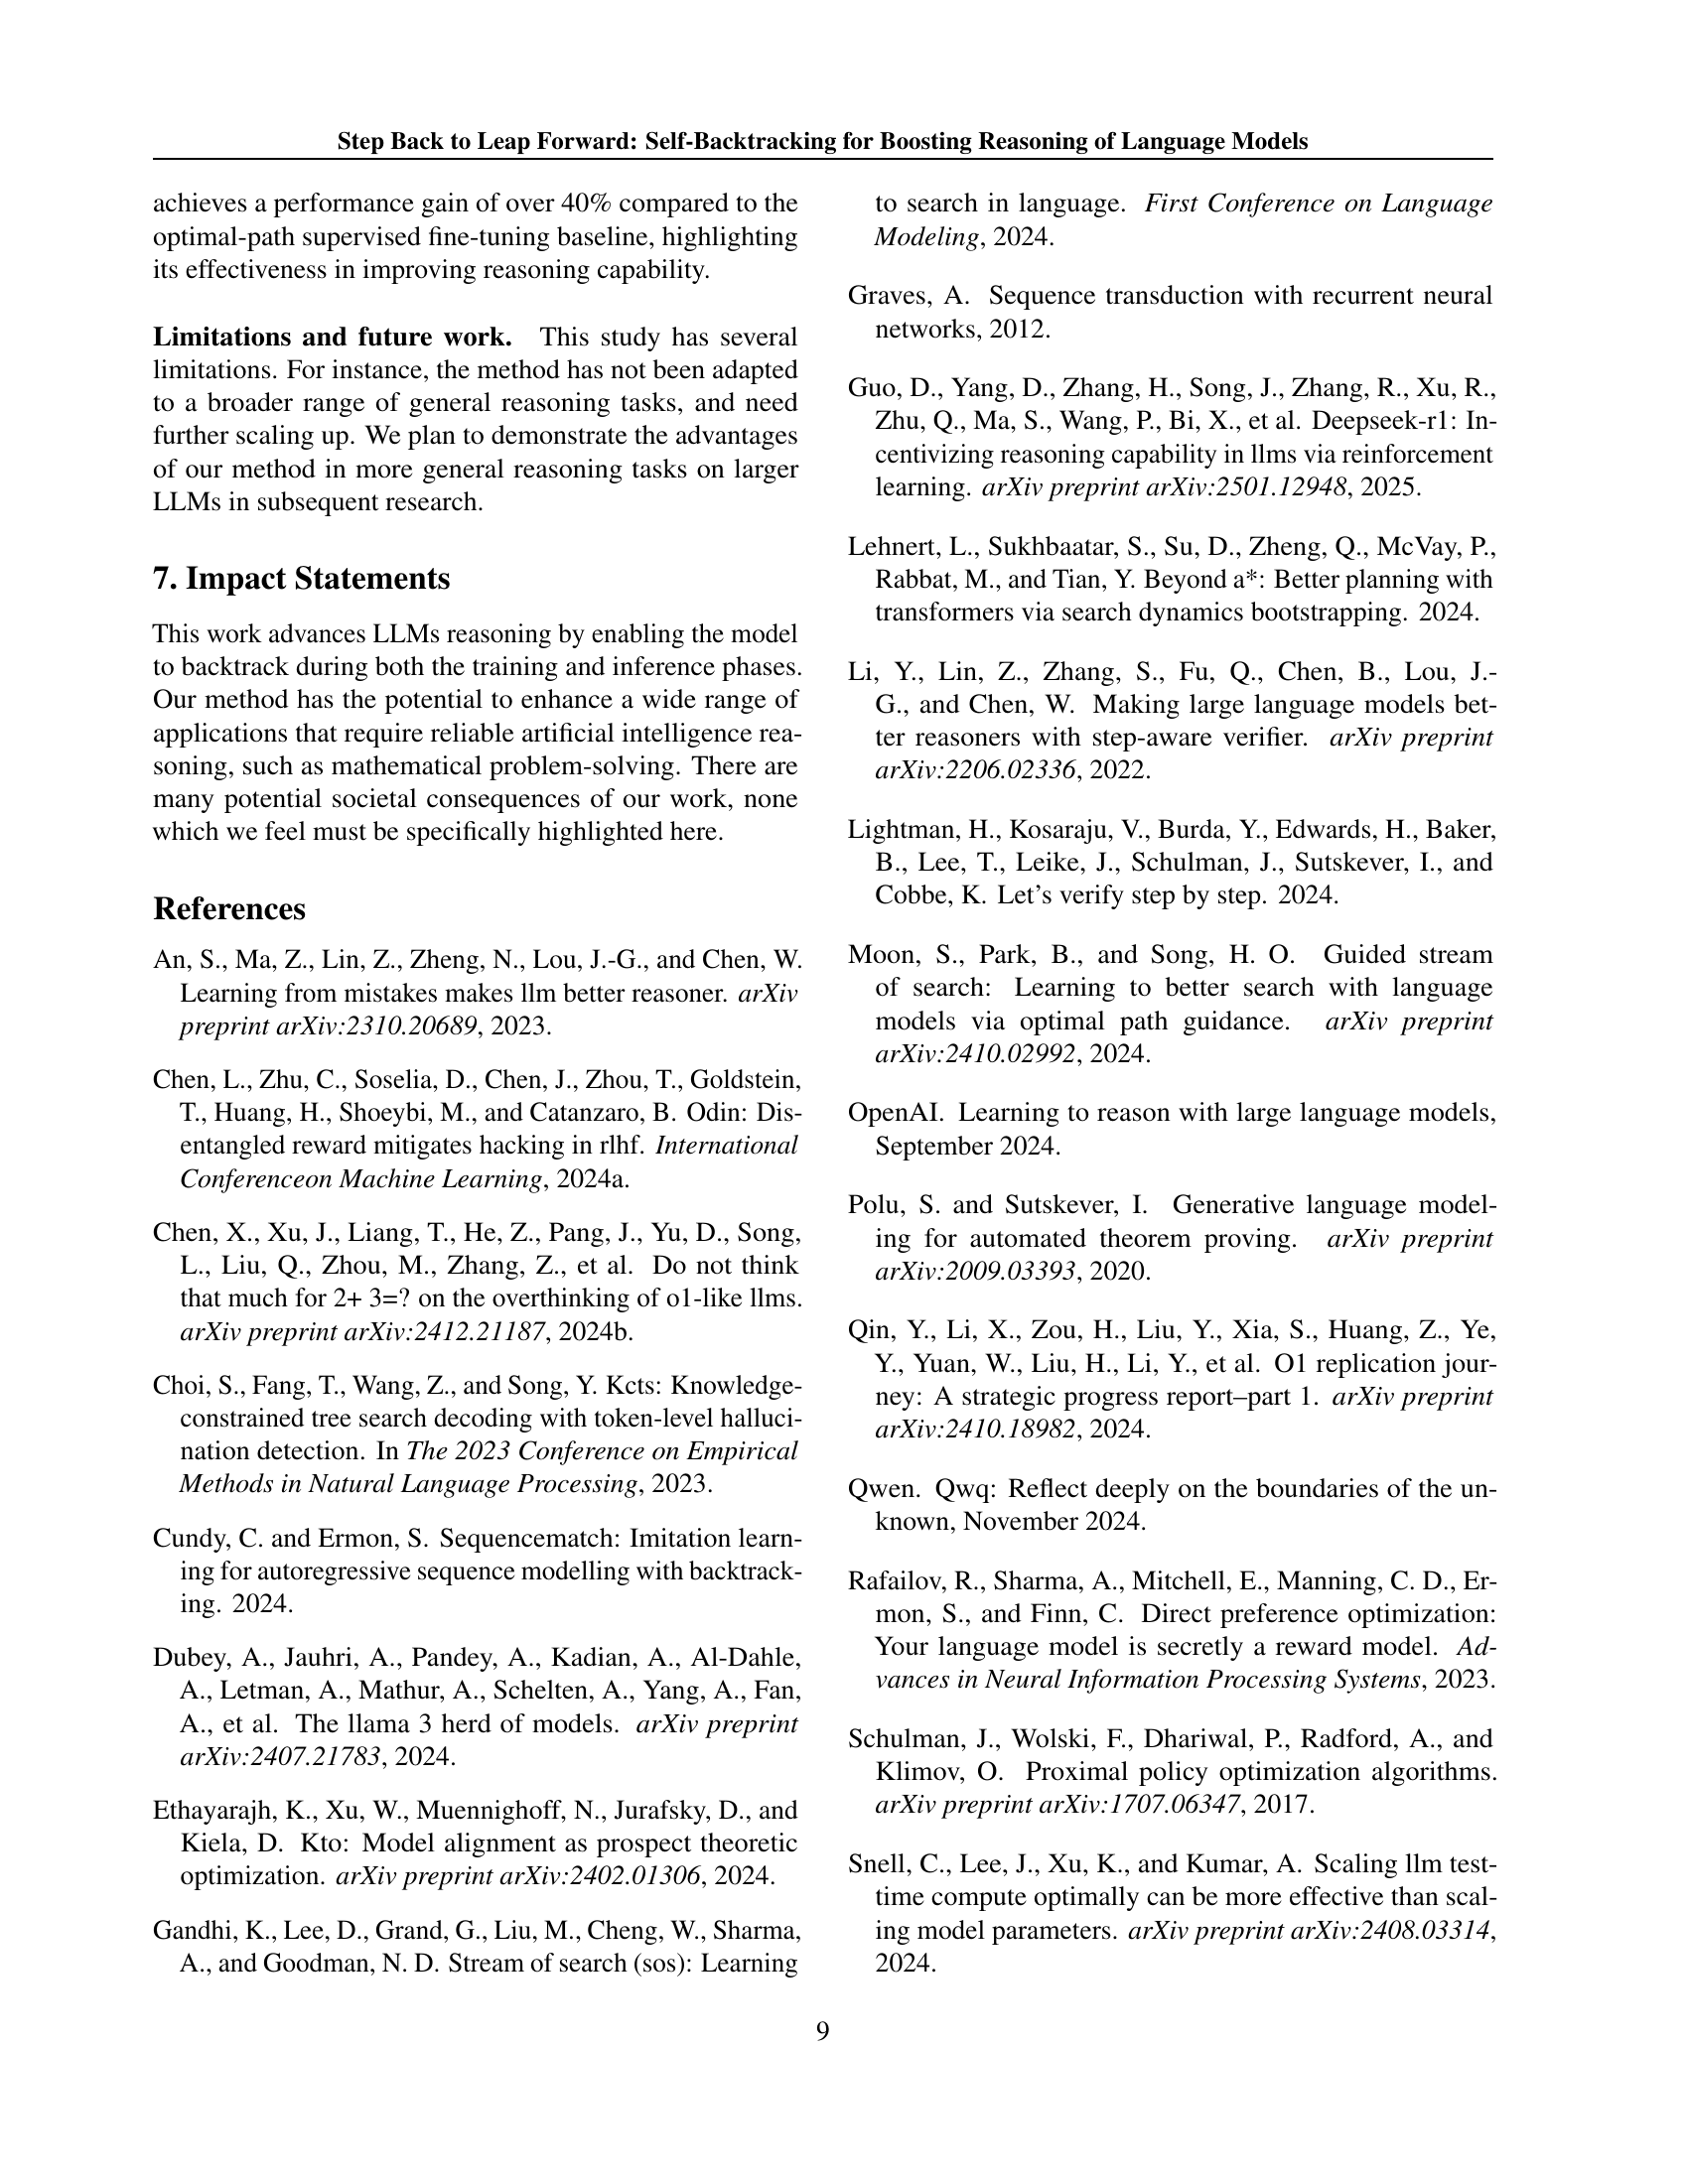 Step Back to Leap Forward: Self-Backtracking for Boosting Reasoning of Language Models
achieves a performance gain of over 40% compared to the
optimal-path supervised fine-tuning baseline, highlighting
its effectiveness in improving reasoning capability.
Limitations and future work. This study has several
limitations. For instance, the method has not been adapted
to a broader range of general reasoning tasks, and need
further scaling up. We plan to demonstrate the advantages
of our method in more general reasoning tasks on larger
LLMs in subsequent research.
7. Impact Statements
This work advances LLMs reasoning by enabling the model
to backtrack during both the training and inference phases.
Our method has the potential to enhance a wide range of
applications that require reliable artificial intelligence rea-
soning, such as mathematical problem-solving. There are
many potential societal consequences of our work, none
which we feel must be specifically highlighted here.
References
An, S., Ma, Z., Lin, Z., Zheng, N., Lou, J.-G., and Chen, W.
Learning from mistakes makes llm better reasoner. arXiv
preprint arXiv:2310.20689, 2023.
Chen, L., Zhu, C., Soselia, D., Chen, J., Zhou, T., Goldstein,
T., Huang, H., Shoeybi, M., and Catanzaro, B. Odin: Dis-
entangled reward mitigates hacking in rlhf. International
Conferenceon Machine Learning, 2024a.
Chen, X., Xu, J., Liang, T., He, Z., Pang, J., Yu, D., Song,
L., Liu, Q., Zhou, M., Zhang, Z., et al. Do not think
that much for 2+ 3=? on the overthinking of o1-like llms.
arXiv preprint arXiv:2412.21187, 2024b.
Choi, S., Fang, T., Wang, Z., and Song, Y. Kcts: Knowledge-
constrained tree search decoding with token-level halluci-
nation detection. In The 2023 Conference on Empirical
Methods in Natural Language Processing, 2023.
Cundy, C. and Ermon, S. Sequencematch: Imitation learn-
ing for autoregressive sequence modelling with backtrack-
ing. 2024.
Dubey, A., Jauhri, A., Pandey, A., Kadian, A., Al-Dahle,
A., Letman, A., Mathur, A., Schelten, A., Yang, A., Fan,
A., et al. The llama 3 herd of models. arXiv preprint
arXiv:2407.21783, 2024.
Ethayarajh, K., Xu, W., Muennighoff, N., Jurafsky, D., and
Kiela, D. Kto: Model alignment as prospect theoretic
optimization. arXiv preprint arXiv:2402.01306, 2024.
Gandhi, K., Lee, D., Grand, G., Liu, M., Cheng, W., Sharma,
A., and Goodman, N. D. Stream of search (sos): Learning
to search in language. First Conference on Language
Modeling, 2024.
Graves, A. Sequence transduction with recurrent neural
networks, 2012.
Guo, D., Yang, D., Zhang, H., Song, J., Zhang, R., Xu, R.,
Zhu, Q., Ma, S., Wang, P., Bi, X., et al. Deepseek-r1: In-
centivizing reasoning capability in llms via reinforcement
learning. arXiv preprint arXiv:2501.12948, 2025.
Lehnert, L., Sukhbaatar, S., Su, D., Zheng, Q., McVay, P.,
Rabbat, M., and Tian, Y. Beyond a*: Better planning with
transformers via search dynamics bootstrapping. 2024.
Li, Y., Lin, Z., Zhang, S., Fu, Q., Chen, B., Lou, J.-
G., and Chen, W. Making large language models bet-
ter reasoners with step-aware verifier. arXiv preprint
arXiv:2206.02336, 2022.
Lightman, H., Kosaraju, V., Burda, Y., Edwards, H., Baker,
B., Lee, T., Leike, J., Schulman, J., Sutskever, I., and
Cobbe, K. Let's verify step by step. 2024.
Moon, S., Park, B., and Song, H. O. Guided stream
of search: Learning to better search with language
models via optimal path guidance. arXiv preprint
arXiv:2410.02992, 2024.
OpenAI. Learning to reason with large language models,
September 2024.
Polu, S. and Sutskever, I. Generative language model-
ing for automated theorem proving. arXiv preprint
arXiv:2009.03393, 2020.
Qin, Y., Li, X., Zou, H., Liu, Y., Xia, S., Huang, Z., Ye,
Y., Yuan, W., Liu, H., Li, Y., et al. O1 replication jour-
ney: A strategic progress report–part 1. arXiv preprint
arXiv:2410.18982, 2024.
Qwen. Qwq: Reflect deeply on the boundaries of the un-
known, November 2024.
Rafailov, R., Sharma, A., Mitchell, E., Manning, C. D., Er-
mon, S., and Finn, C. Direct preference optimization:
Your language model is secretly a reward model. Ad-
vances in Neural Information Processing Systems, 2023.
Schulman, J., Wolski, F., Dhariwal, P., Radford, A., and
Klimov, O. Proximal policy optimization algorithms.
arXiv preprint arXiv:1707.06347, 2017.
Snell, C., Lee, J., Xu, K., and Kumar, A. Scaling llm test-
time compute optimally can be more effective than scal-
ing model parameters. arXiv preprint arXiv:2408.03314,
2024.
9